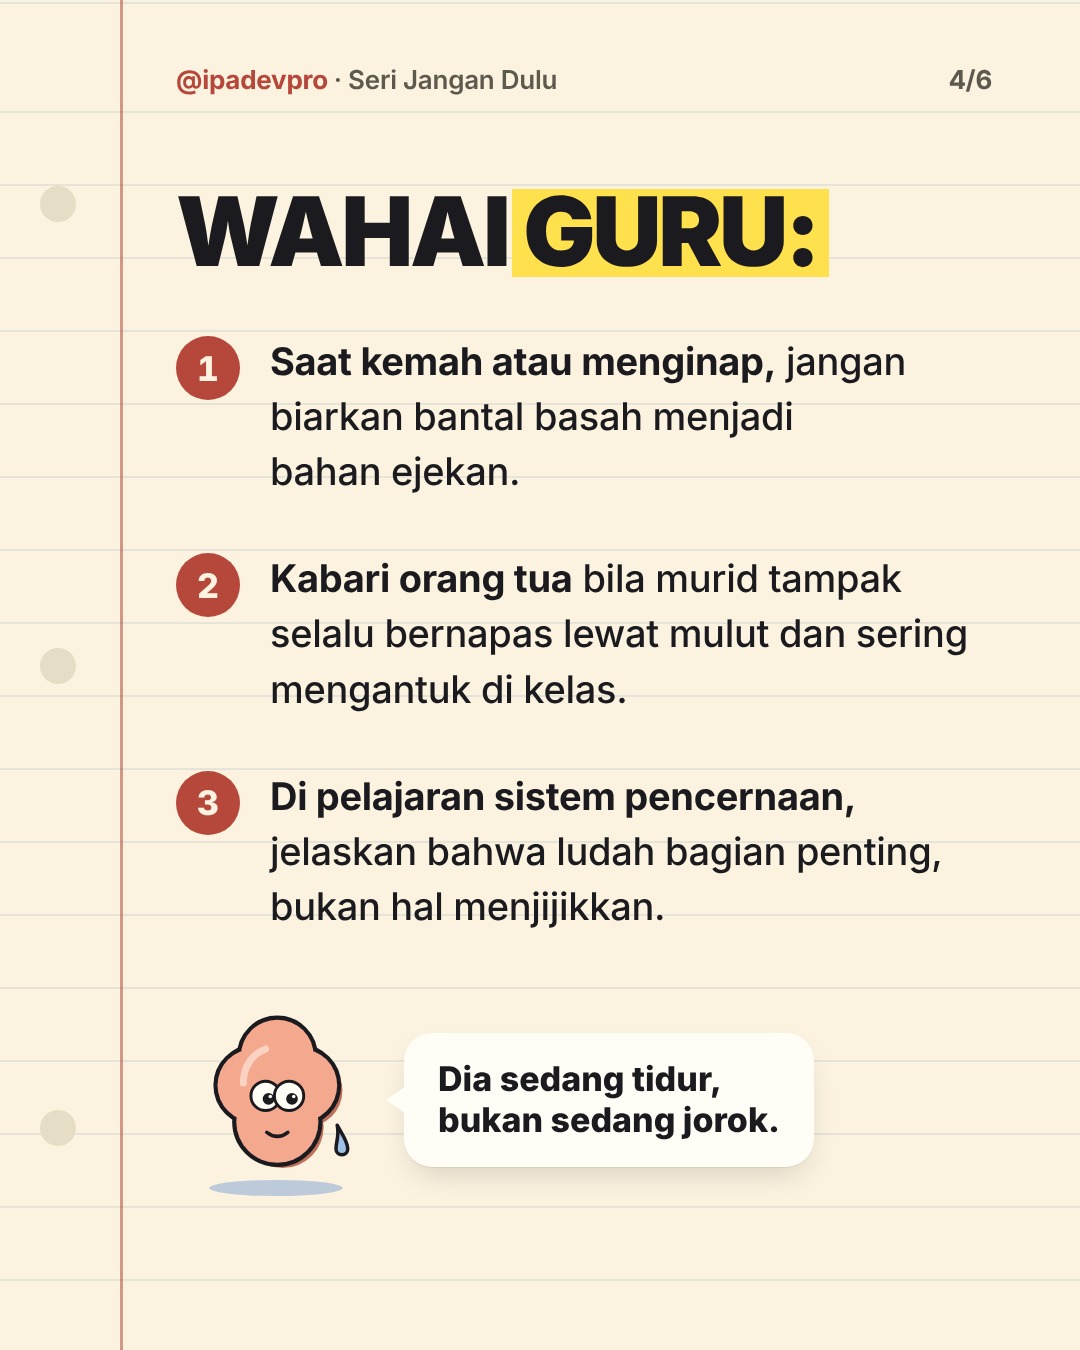 @ipadevpro · Seri Jangan Dulu
4/6
WAHAI GURU:
1
Saat kemah atau menginap, jangan
biarkan bantal basah menjadi
bahan ejekan.
2
Kabari orang tua bila murid tampak
selalu bernapas lewat mulut dan sering
mengantuk di kelas.
3
Di pelajaran sistem pencernaan,
jelaskan bahwa ludah bagian penting,
bukan hal menjijikkan.
Dia sedang tidur,
bukan sedang jorok.